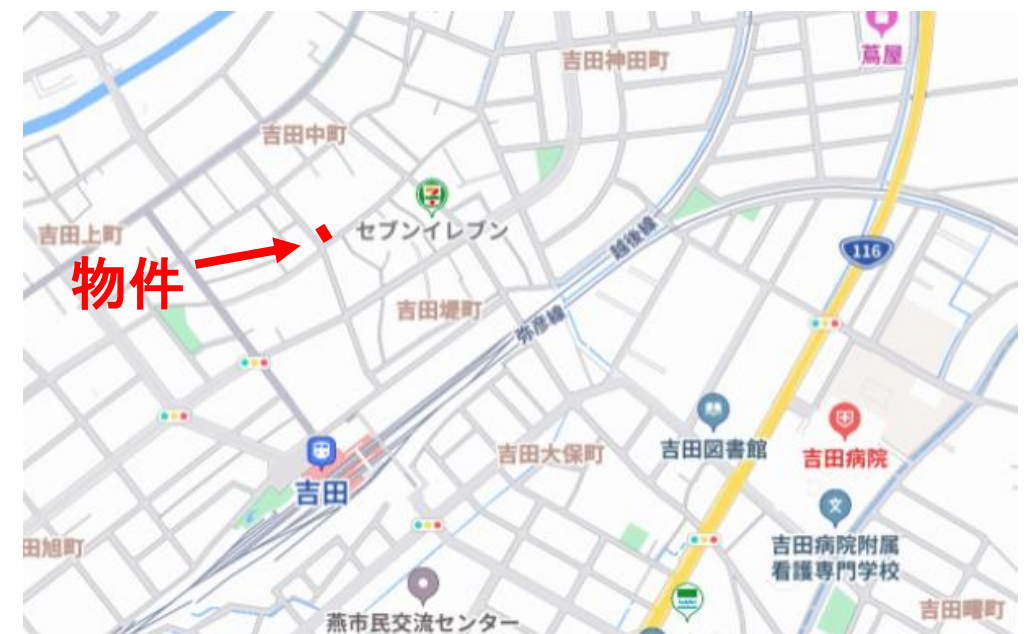 蔦屋
吉田神田町
吉田中町
セブンイレブン
吉田上町
越後線
116
物件
吉田堤町
弥彦線
吉田図書館
吉田病院
吉田大保町
吉田
文
田旭町
吉田病院附属
看護専門学校
燕市民交流センター
吉田曙町